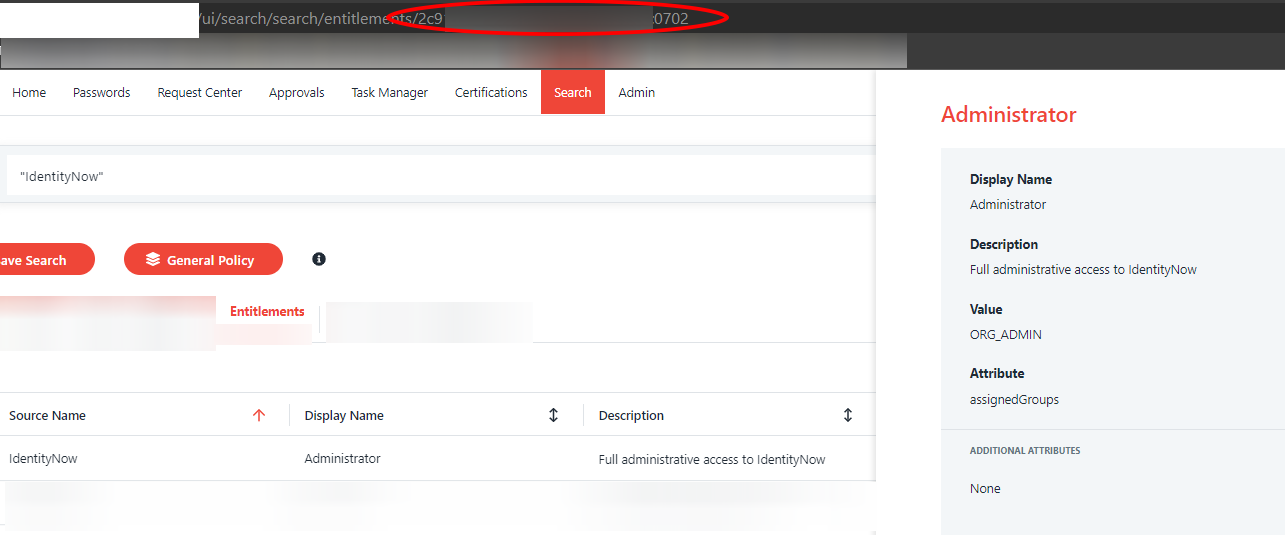 /ui/search/search/entitlements/2c9 :0702
Home Passwords Request Center Approvals Task Manager Certifications Search Admin
"IdentityNow"
ave Search General Policy
Entitlements
Source Name Display Name Description
IdentityNow Administrator Full administrative access to IdentityNow
Administrator
Display Name
Administrator
Description
Full administrative access to IdentityNow
Value
ORG_ADMIN
Attribute
assignedGroups
ADDITIONAL ATTRIBUTES
None